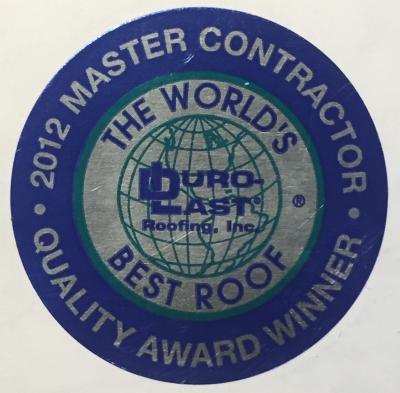 • 2012 MASTER CONTRACTOR •
QUALITY AWARD WINNER
THE WORLD'S
DURO-
LAST®
Roofing, Inc.
BEST ROOF
®